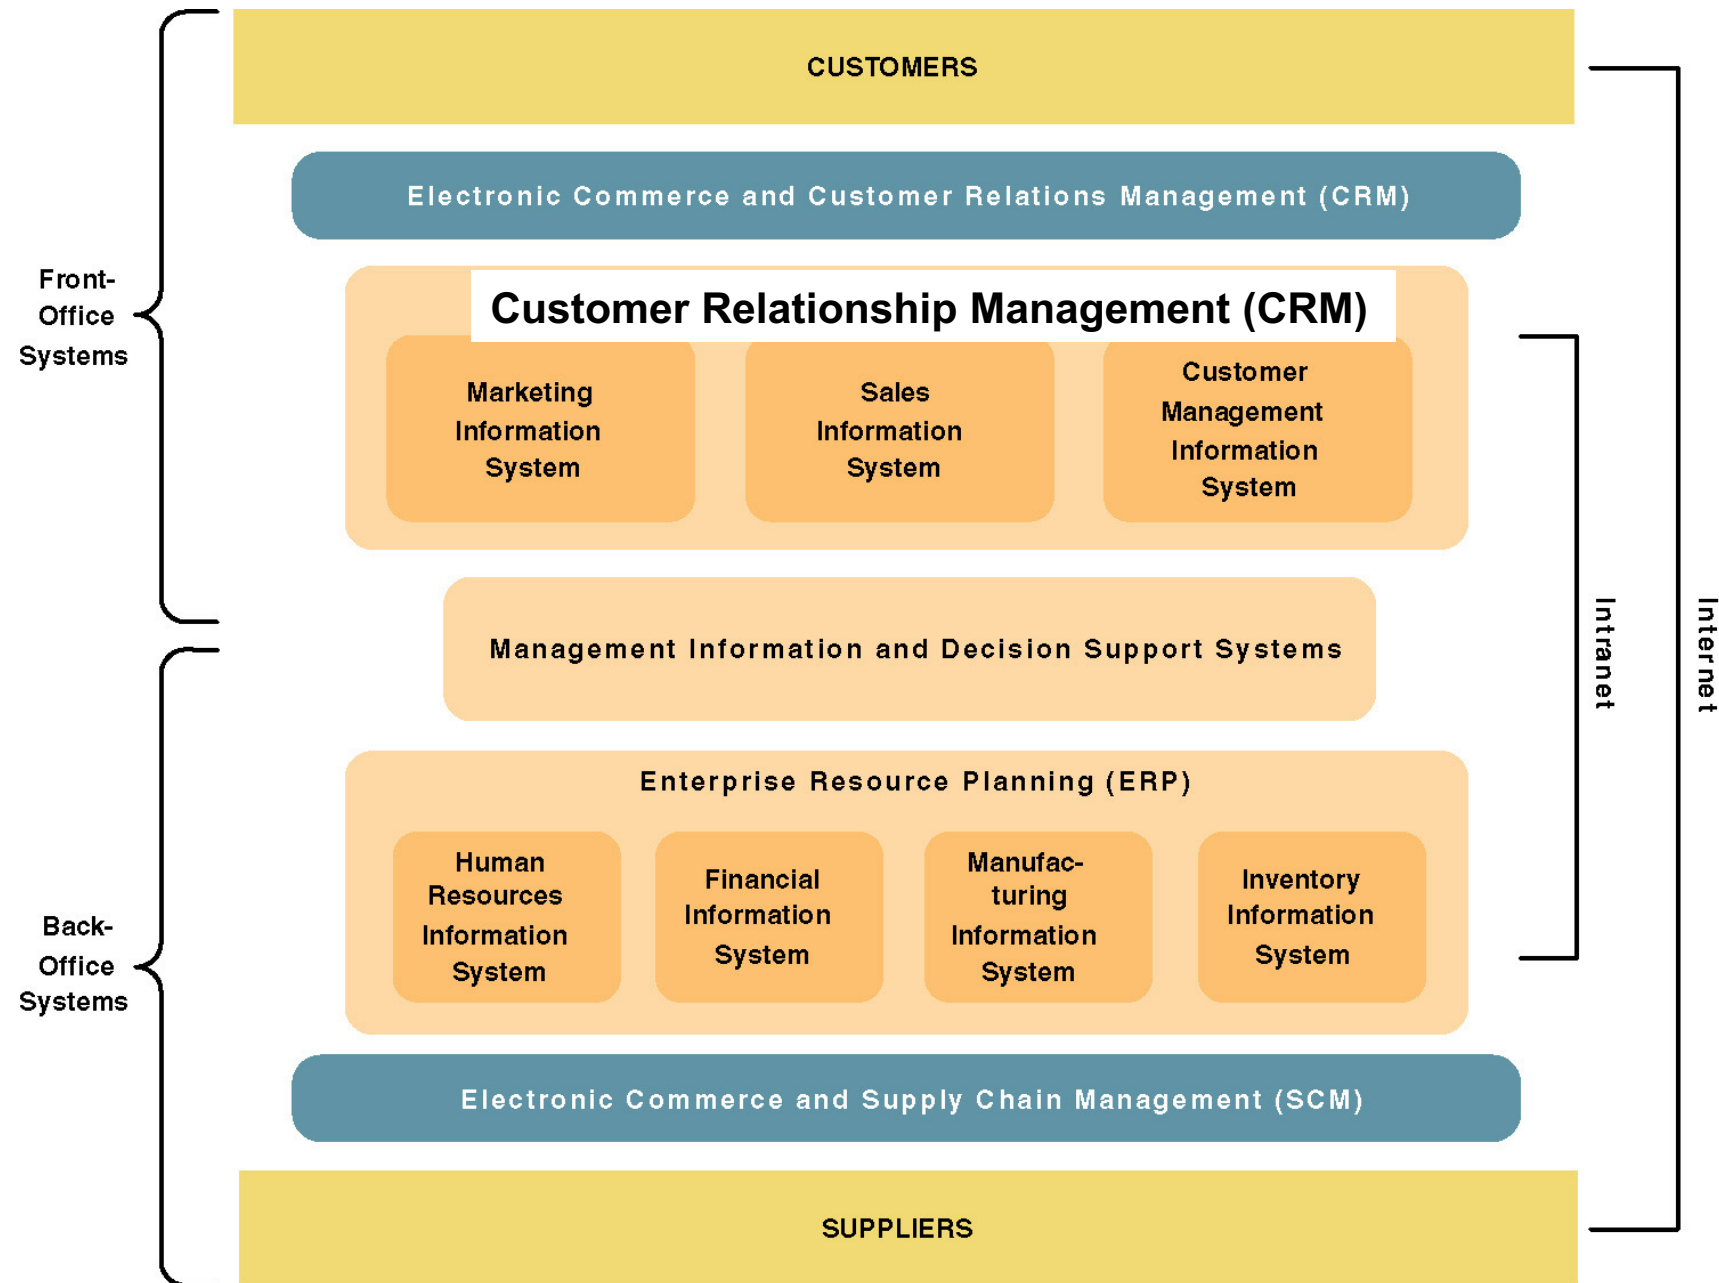 CUSTOMERS
Electronic Commerce and Customer Relations Management (CRM)
Front-
Office
Systems
Customer Relationship Management (CRM)
Marketing
Information
System
Sales
Information
System
Customer
Management
Information
System
Management Information and Decision Support Systems
Intranet
Internet
Enterprise Resource Planning (ERP)
Human
Resources
Information
System
Financial
Information
System
Manufac-
turing
Information
System
Inventory
Information
System
Back-
Office
Systems
Electronic Commerce and Supply Chain Management (SCM)
SUPPLIERS